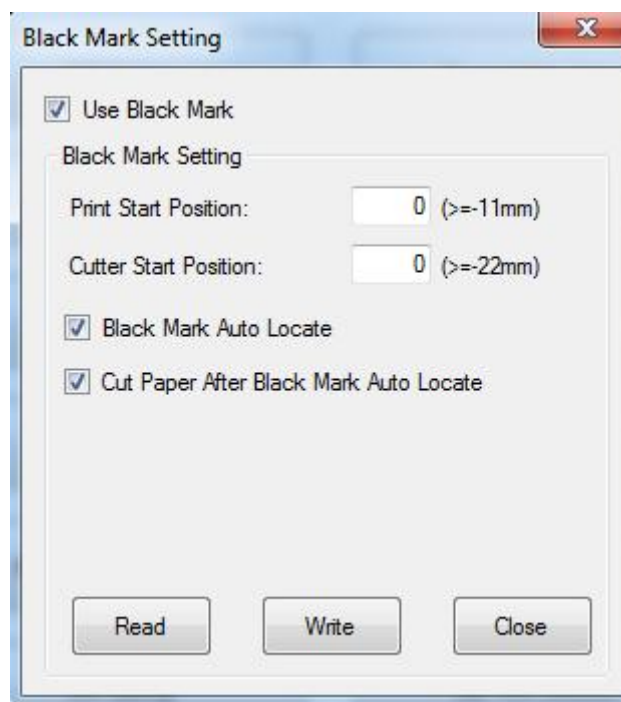 Black Mark Setting
Use Black Mark
Black Mark Setting
Print Start Position: 0 (>=-11mm)
Cutter Start Position: 0 (>=-22mm)
Black Mark Auto Locate
Cut Paper After Black Mark Auto Locate
Read Write Close